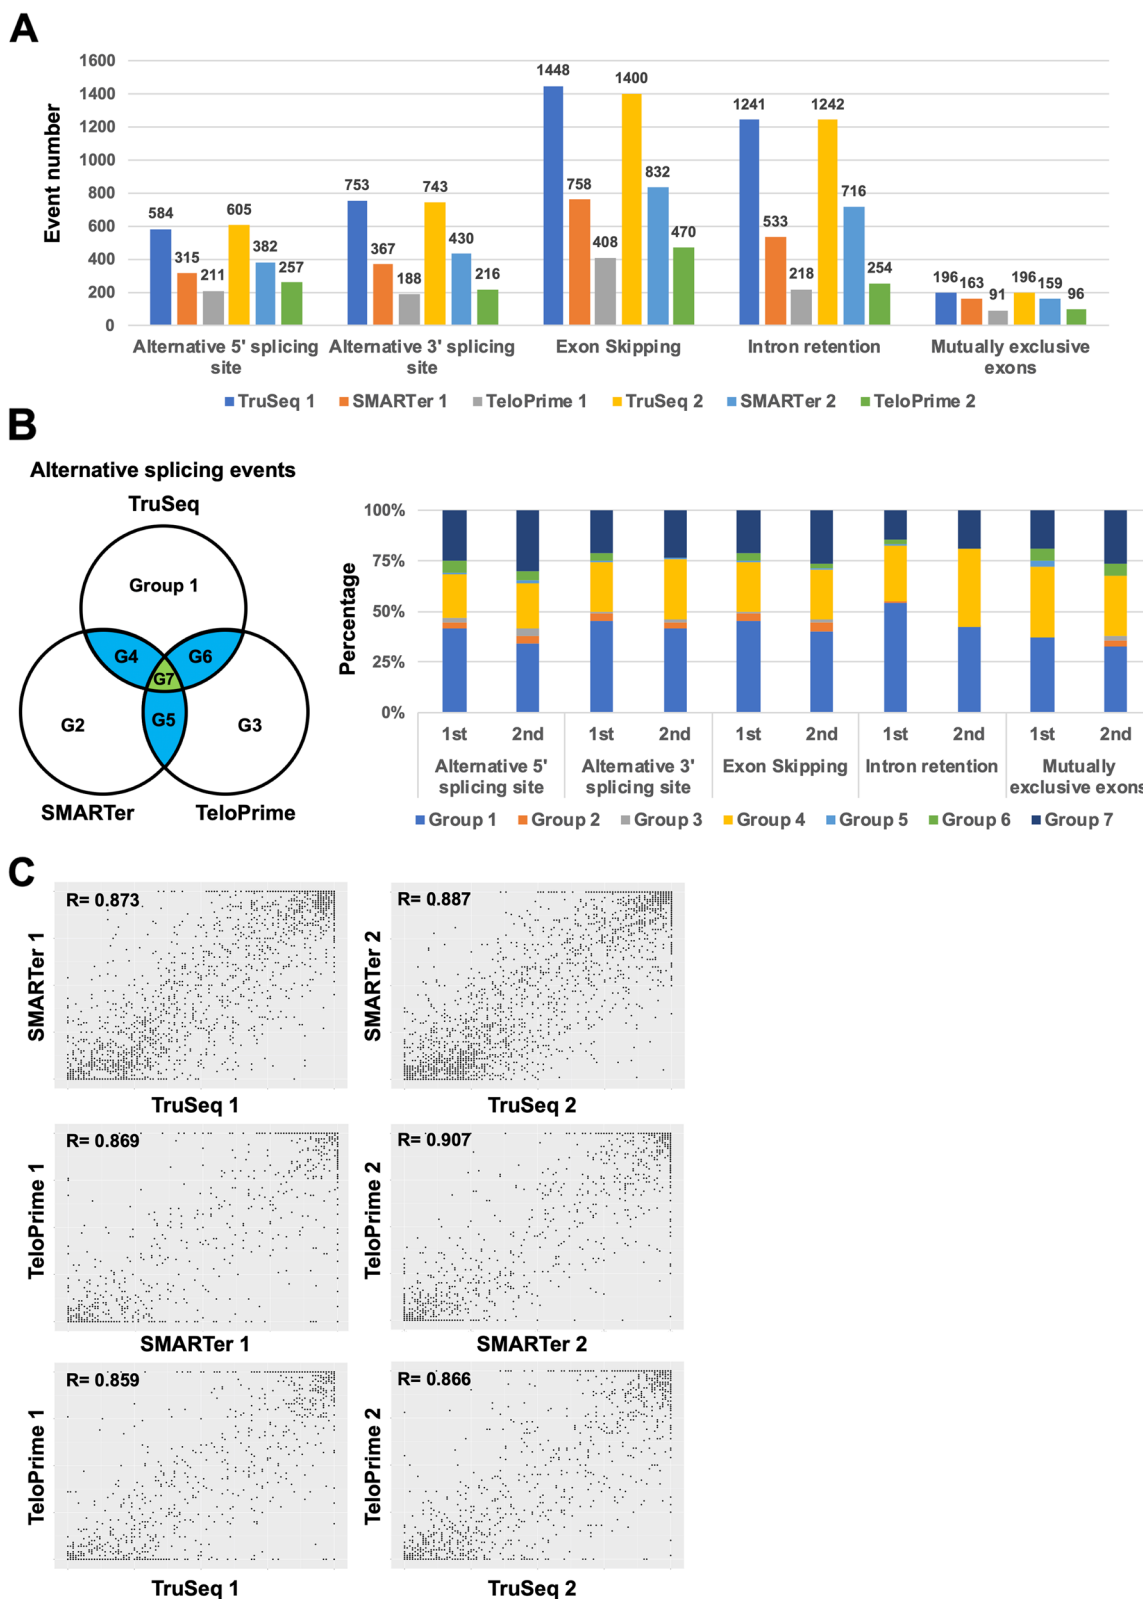 A
Event number
1600
1400
1200
1000
800
600
400
200
0
584 315 211 605 382 257
753 367 188 743 430 216
1448 758 408 1400 832 470
1241 533 218 1242 716 254
196 163 91 196 159 96
Alternative 5' splicing site
Alternative 3' splicing site
Exon Skipping
Intron retention
Mutually exclusive exons
TruSeq 1 SMARTer 1 TeloPrime 1 TruSeq 2 SMARTer 2 TeloPrime 2
B
Alternative splicing events
TruSeq
Group 1
G4 G6
G7
G2 G5 G3
SMARTer TeloPrime
Percentage
100%
75%
50%
25%
0%
1st 2nd 1st 2nd 1st 2nd 1st 2nd 1st 2nd
Alternative 5' splicing site
Alternative 3' splicing site
Exon Skipping
Intron retention
Mutually exclusive exons
Group 1 Group 2 Group 3 Group 4 Group 5 Group 6 Group 7
C
R= 0.873
SMARTer 1
TruSeq 1
R= 0.887
SMARTer 2
TruSeq 2
R= 0.869
TeloPrime 1
SMARTer 1
R= 0.907
TeloPrime 2
SMARTer 2
R= 0.859
TeloPrime 1
TruSeq 1
R= 0.866
TeloPrime 2
TruSeq 2